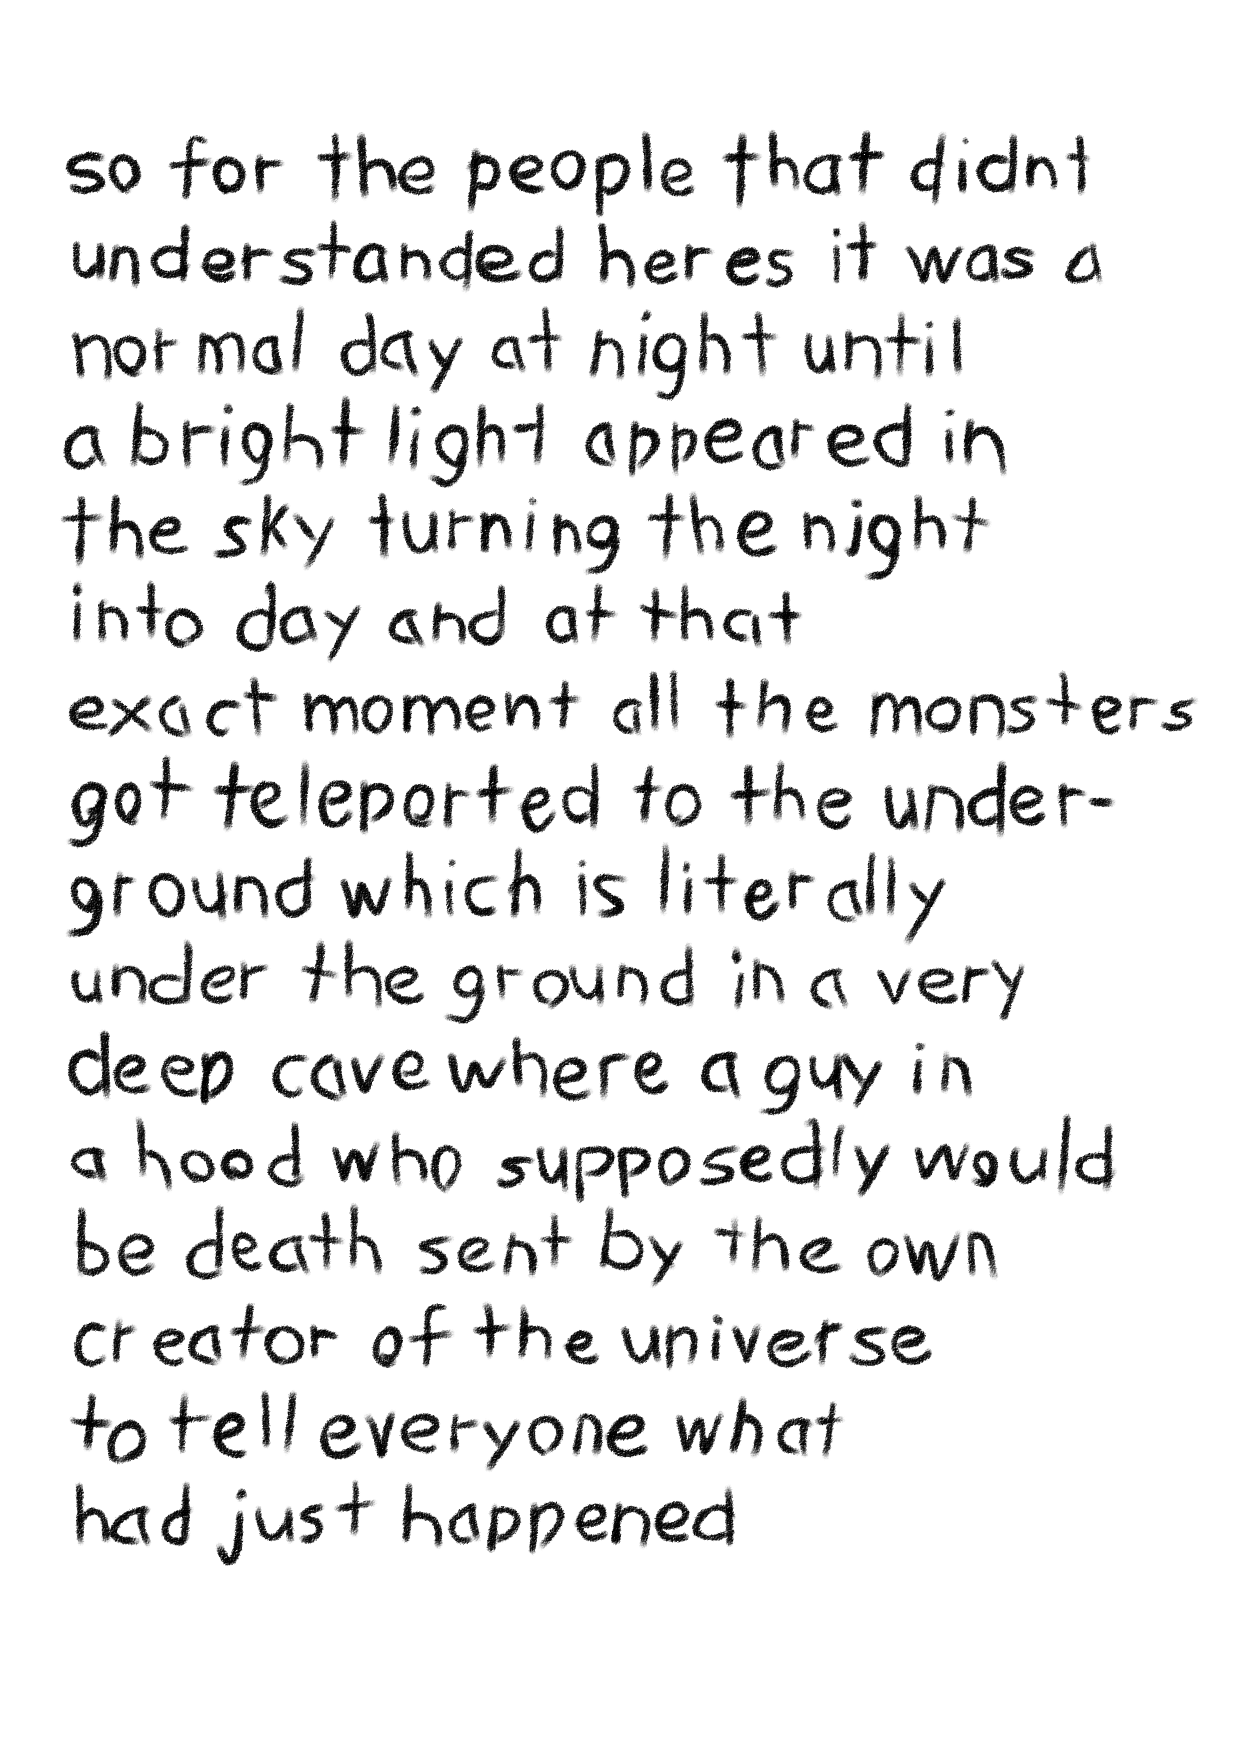 so for the people that didnt
understanded heres it was a
normal day at night until
a bright light appeared in
the sky turning the night
into day and at that
exact moment all the monsters
got teleported to the under-
ground which is literally
under the ground in a very
deep cave where a guy in
a hood who supposedly would
be death sent by the own
creator of the universe
to tell everyone what
had just happened